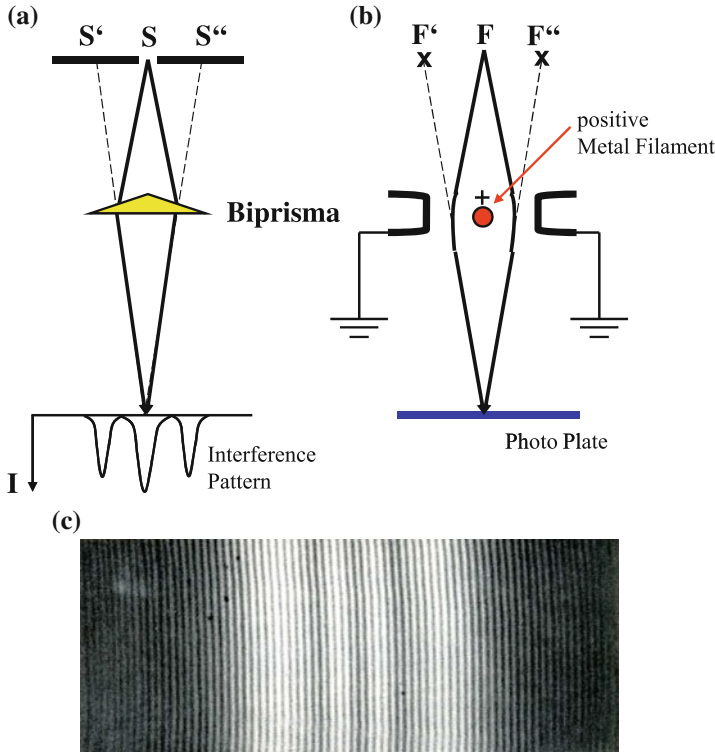 (a)
S‘ S S“
Biprisma
Interference
Pattern
I
(b)
F‘ F F“
x x
positive
Metal Filament
+
Photo Plate
(c)